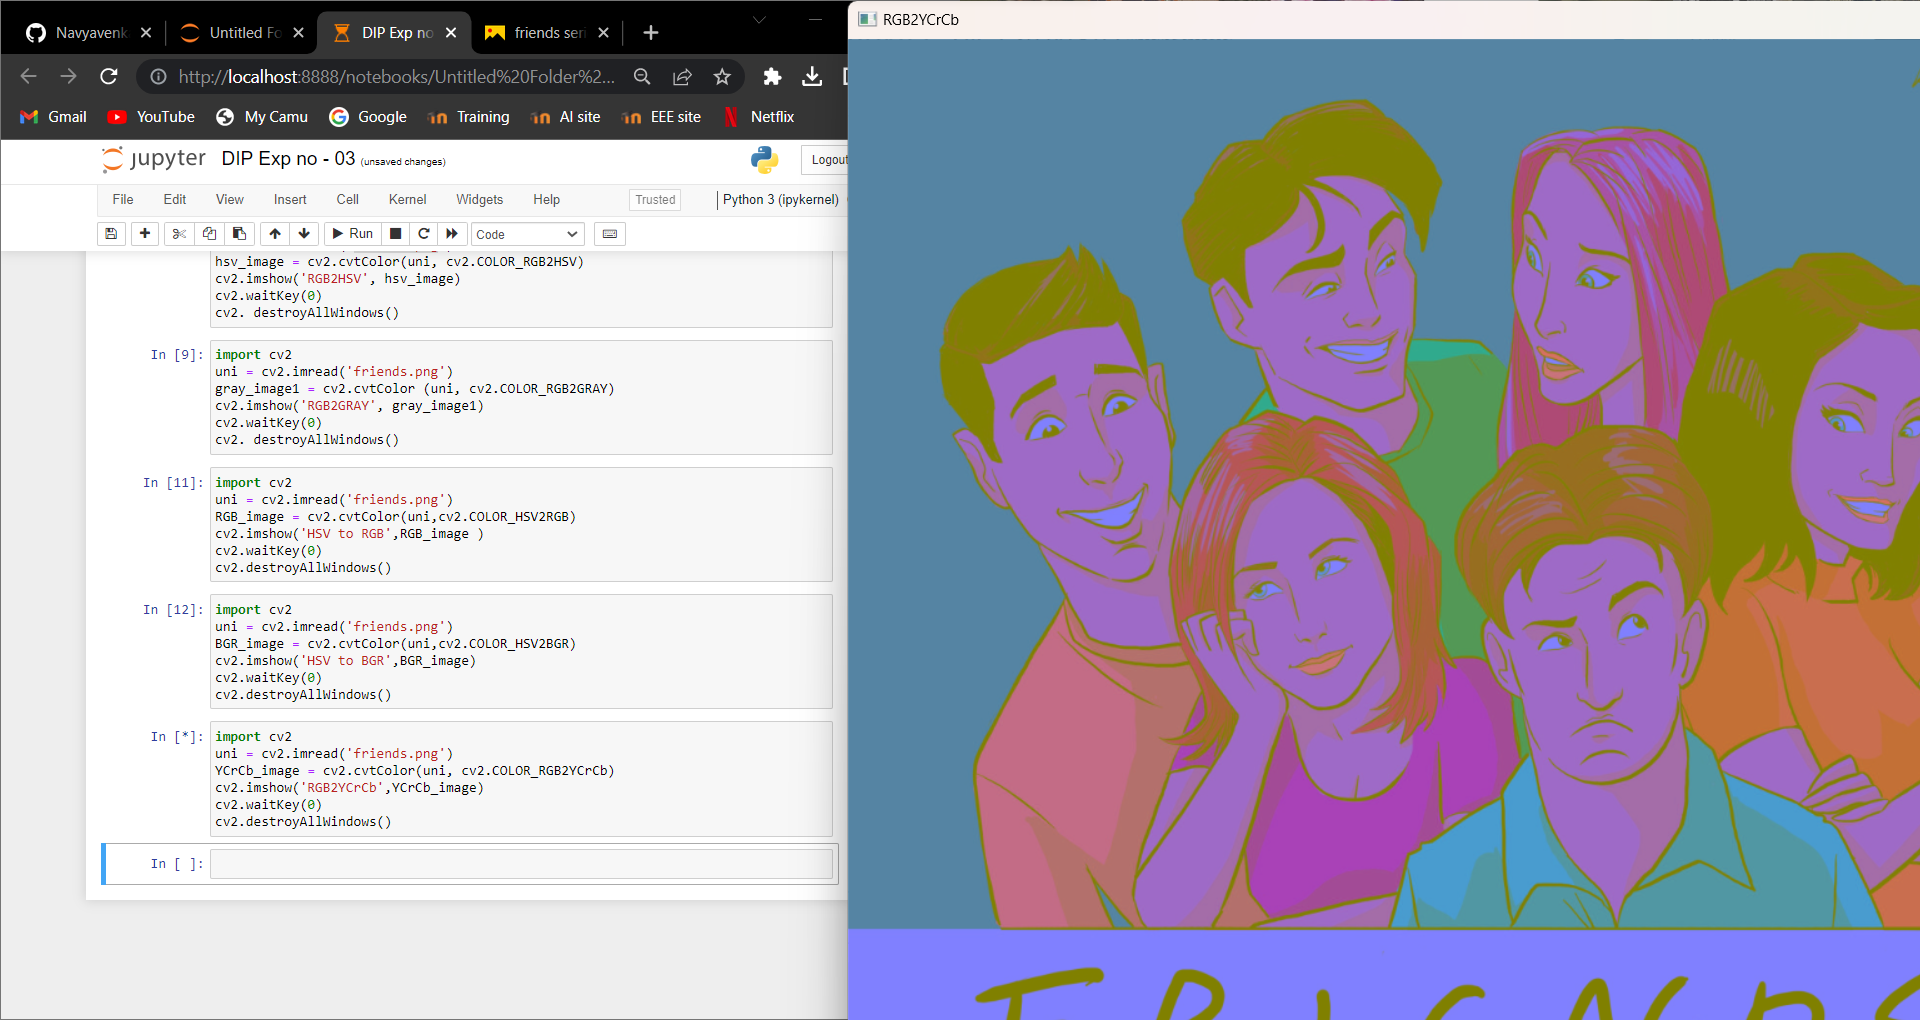 Navyavenk
Untitled Fo
DIP Exp no
friends seri
http://localhost:8888/notebooks/Untitled%20Folder%2...
Gmail
YouTube
My Camu
Google
Training
AI site
EEE site
Netflix
jupyter DIP Exp no - 03 (unsaved changes)
Logout
File Edit View Insert Cell Kernel Widgets Help
Trusted
Python 3 (ipykernel)
Run
Code
hsv_image = cv2.cvtColor(uni, cv2.COLOR_RGB2HSV)
cv2.imshow('RGB2HSV', hsv_image)
cv2.waitKey(0)
cv2. destroyAllWindows()
In [9]: import cv2
uni = cv2.imread('friends.png')
gray_image1 = cv2.cvtColor (uni, cv2.COLOR_RGB2GRAY)
cv2.imshow('RGB2GRAY', gray_image1)
cv2.waitKey(0)
cv2. destroyAllWindows()
In [11]: import cv2
uni = cv2.imread('friends.png')
RGB_image = cv2.cvtColor(uni,cv2.COLOR_HSV2RGB)
cv2.imshow('HSV to RGB',RGB_image )
cv2.waitKey(0)
cv2.destroyAllWindows()
In [12]: import cv2
uni = cv2.imread('friends.png')
BGR_image = cv2.cvtColor(uni,cv2.COLOR_HSV2BGR)
cv2.imshow('HSV to BGR',BGR_image)
cv2.waitKey(0)
cv2.destroyAllWindows()
In [*]: import cv2
uni = cv2.imread('friends.png')
YCrCb_image = cv2.cvtColor(uni, cv2.COLOR_RGB2YCrCb)
cv2.imshow('RGB2YCrCb',YCrCb_image)
cv2.waitKey(0)
cv2.destroyAllWindows()
In [ ]:
RGB2YCrCb
F R I E N D S